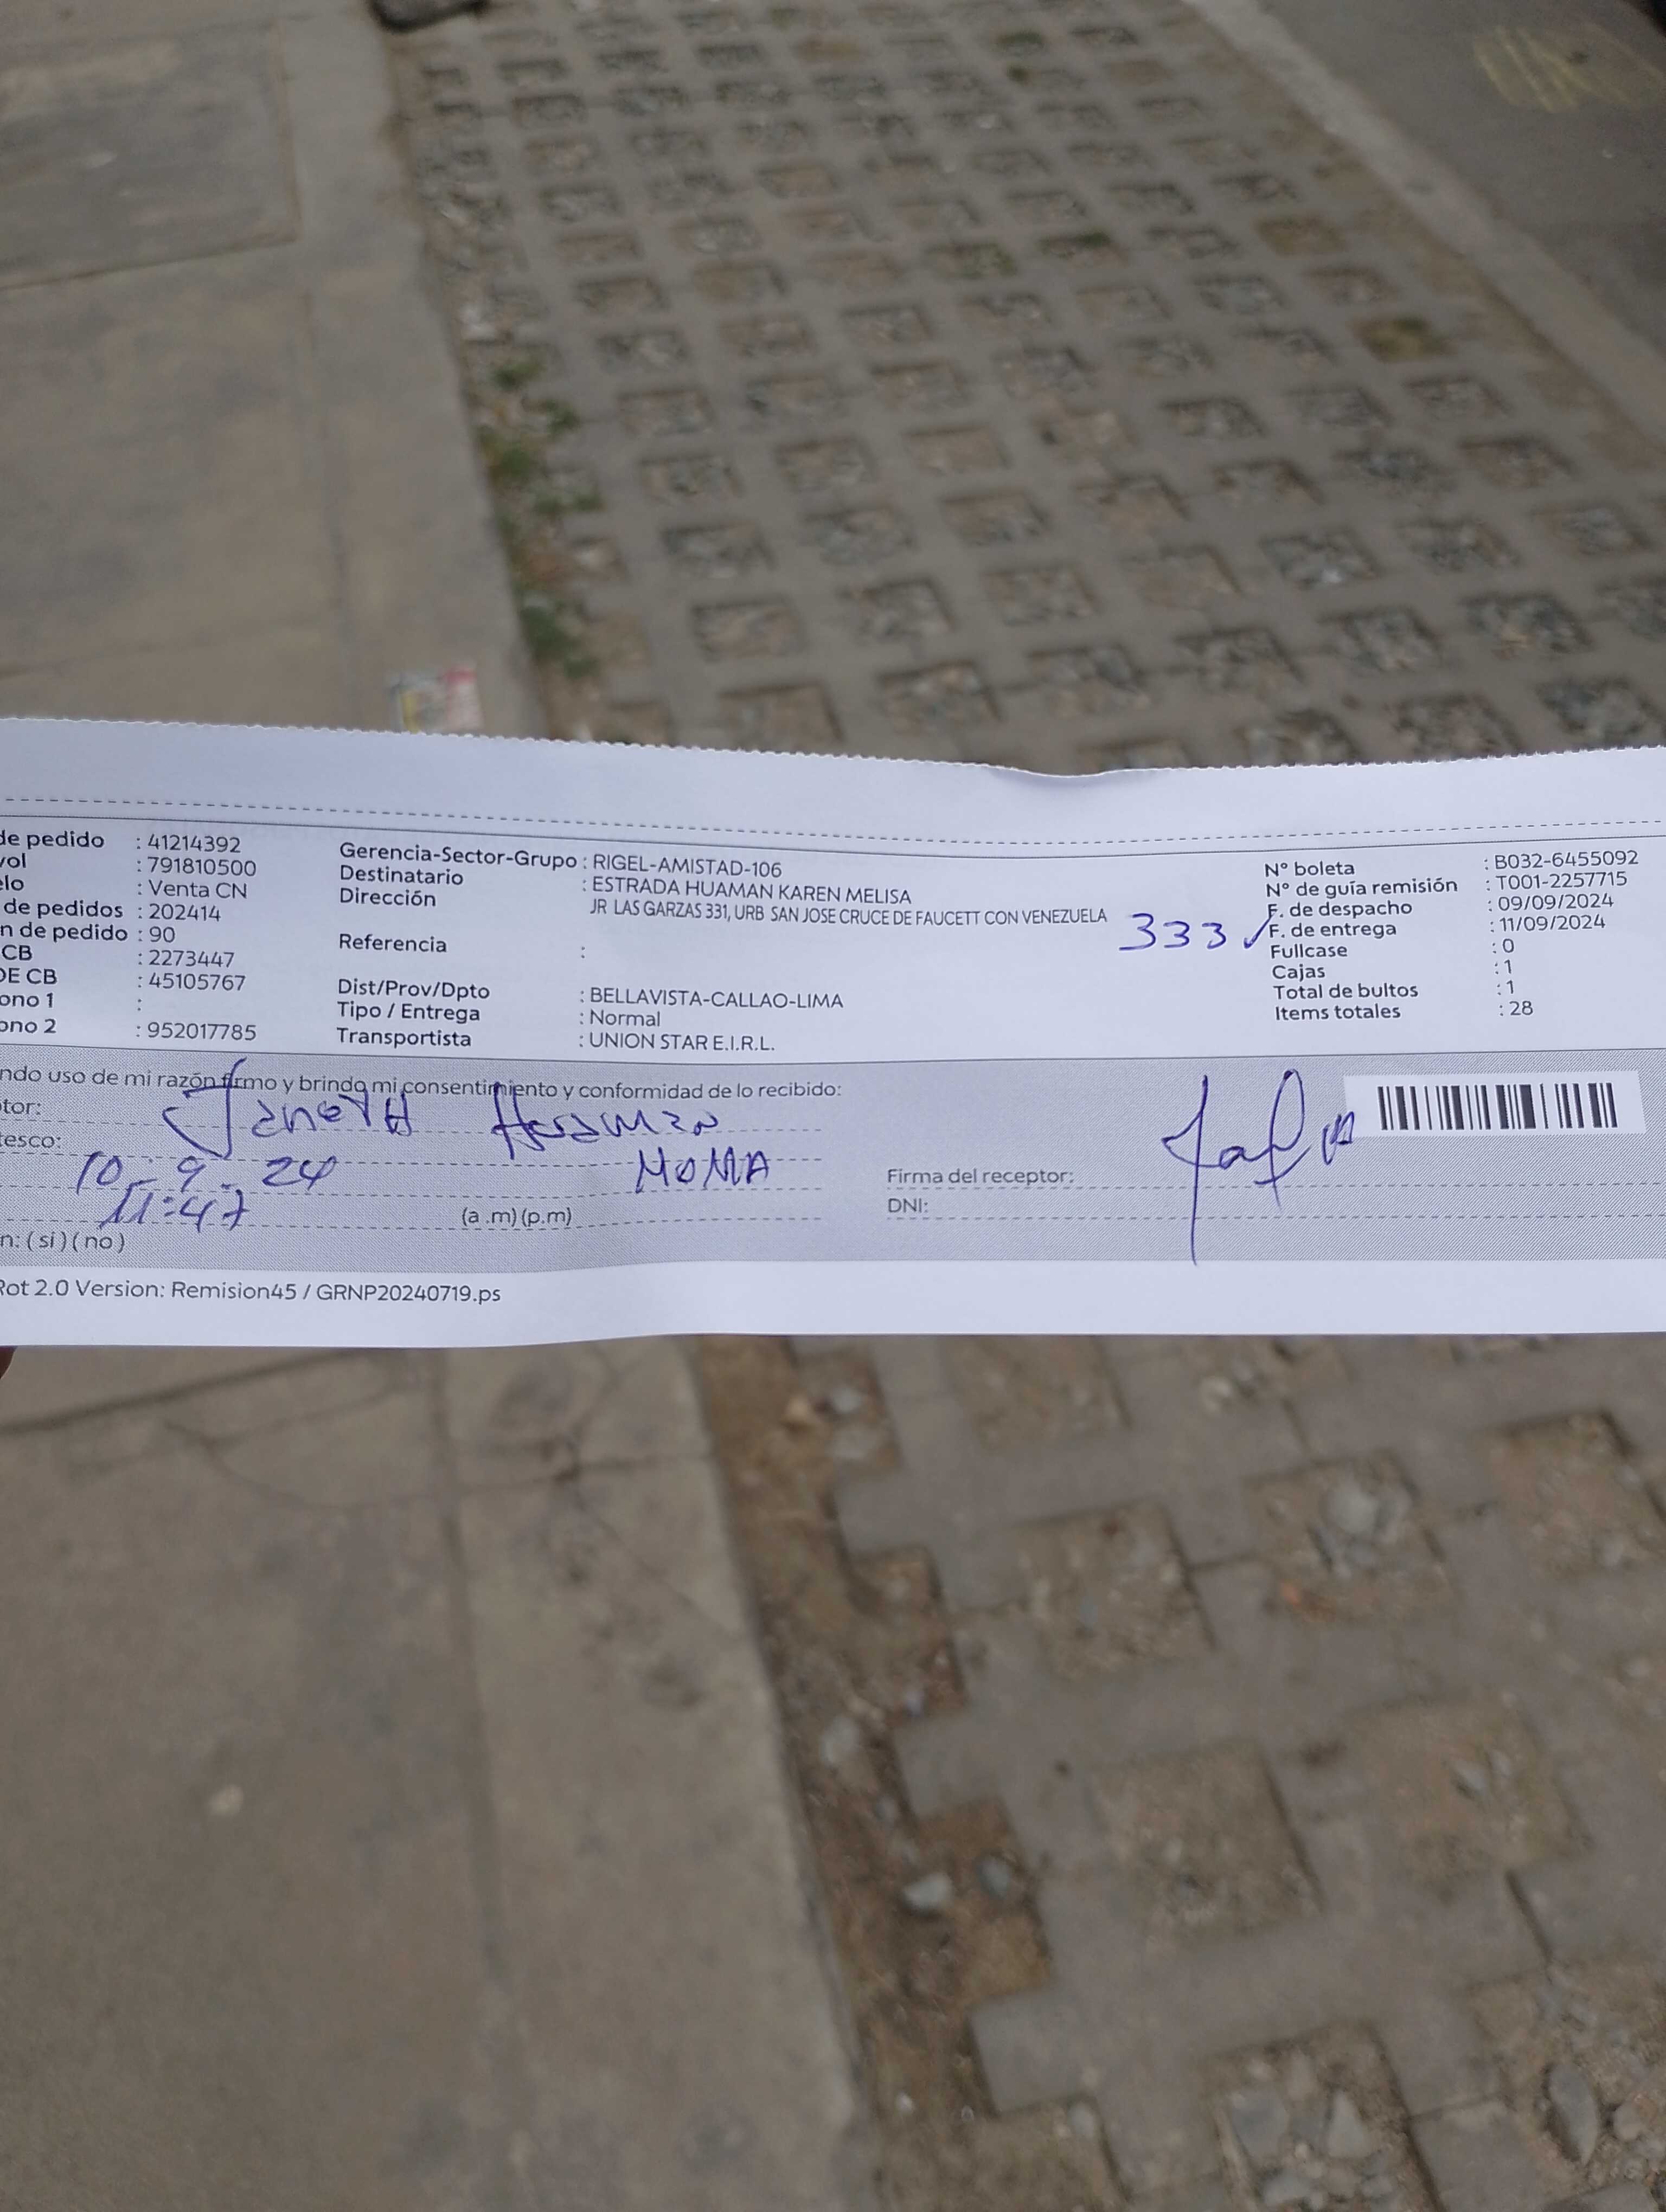 de pedido : 41214392
vol : 791810500
elo : Venta CN
de pedidos : 202414
n de pedido : 90
CB : 2273447
DE CB : 45105767
ono 1 :
ono 2 : 952017785
Gerencia-Sector-Grupo : RIGEL-AMISTAD-106
Destinatario : ESTRADA HUAMAN KAREN MELISA
Dirección JR LAS GARZAS 331, URB SAN JOSE CRUCE DE FAUCETT CON VENEZUELA
333 ✓
Referencia :
Dist/Prov/Dpto : BELLAVISTA-CALLAO-LIMA
Tipo / Entrega : Normal
Transportista : UNION STAR E.I.R.L.
N° boleta : B032-6455092
N° de guía remisión : T001-2257715
F. de despacho : 09/09/2024
F. de entrega : 11/09/2024
Fullcase : 0
Cajas : 1
Total de bultos : 1
Items totales : 28
ndo uso de mi razón firmo y brindo mi consentimiento y conformidad de lo recibido:
tor: Janeth Huaman
tesco: MOMA
10-9-24
11:47 (a .m) (p.m)
n: ( si ) ( no )
Firma del receptor:
DNI:
Rot 2.0 Version: Remision45 / GRNP20240719.ps